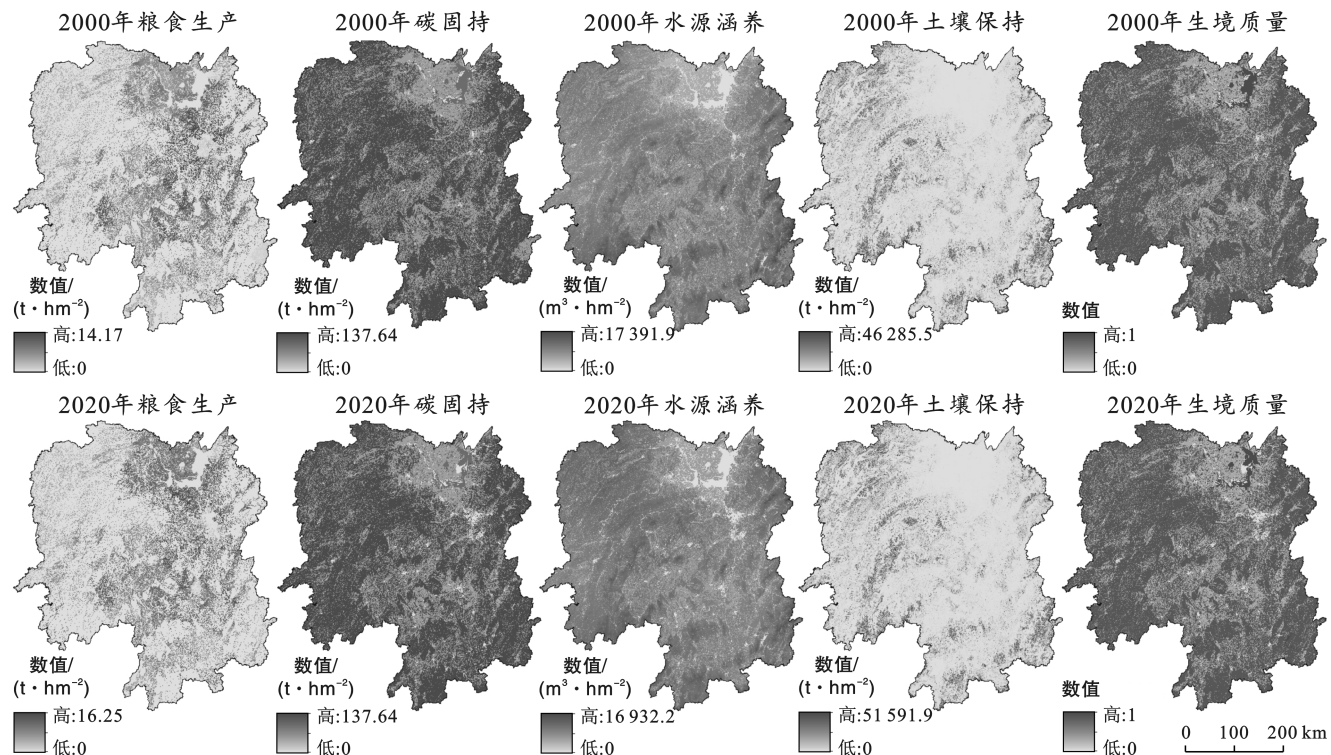 2000年粮食生产
2000年碳固持
2000年水源涵养
2000年土壤保持
2000年生境质量
数值/
(t·hm⁻²)
高:14.17
低:0
数值/
(t·hm⁻²)
高:137.64
低:0
数值/
(m³·hm⁻²)
高:17 391.9
低:0
数值/
(t·hm⁻²)
高:46 285.5
低:0
数值
高:1
低:0
2020年粮食生产
2020年碳固持
2020年水源涵养
2020年土壤保持
2020年生境质量
数值/
(t·hm⁻²)
高:16.25
低:0
数值/
(t·hm⁻²)
高:137.64
低:0
数值/
(m³·hm⁻²)
高:16 932.2
低:0
数值/
(t·hm⁻²)
高:51 591.9
低:0
数值
高:1
低:0
0 100 200 km